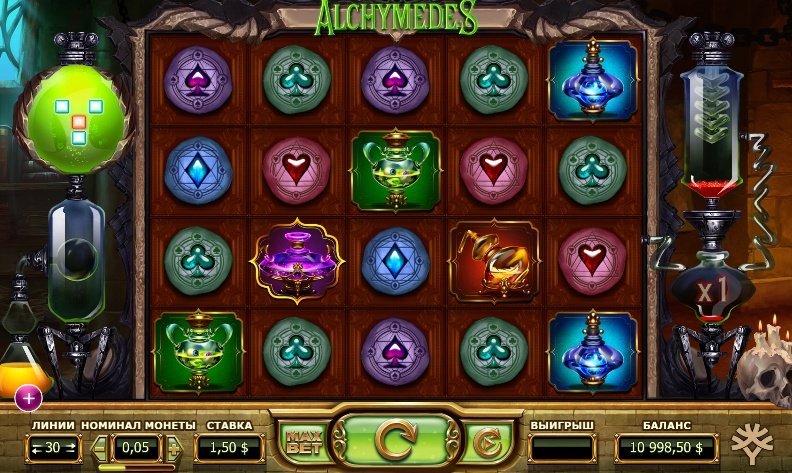 ALCHYMEDES
x1
ЛИНИИ НОМИНАЛ МОНЕТЫ СТАВКА ВЫИГРЫШ БАЛАНС
30 0,05 + 1,50 $ MAX BET 10 998,50 $